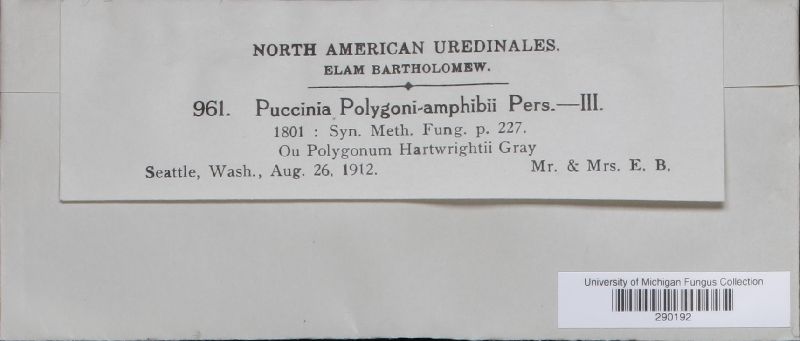 NORTH AMERICAN UREDINALES.
ELAM BARTHOLOMEW.
961. Puccinia Polygoni-amphibii Pers.—III.
1801 : Syn. Meth. Fung. p. 227.
Ou Polygonum Hartwrightii Gray
Seattle, Wash., Aug. 26, 1912. Mr. & Mrs. E. B.
University of Michigan Fungus Collection
290192